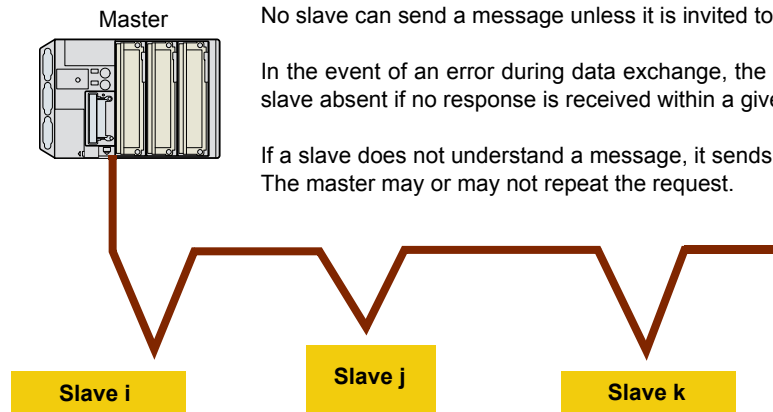 Master
No slave can send a message unless it is invited to
In the event of an error during data exchange, the
slave absent if no response is received within a give
If a slave does not understand a message, it sends
The master may or may not repeat the request.
Slave i
Slave j
Slave k